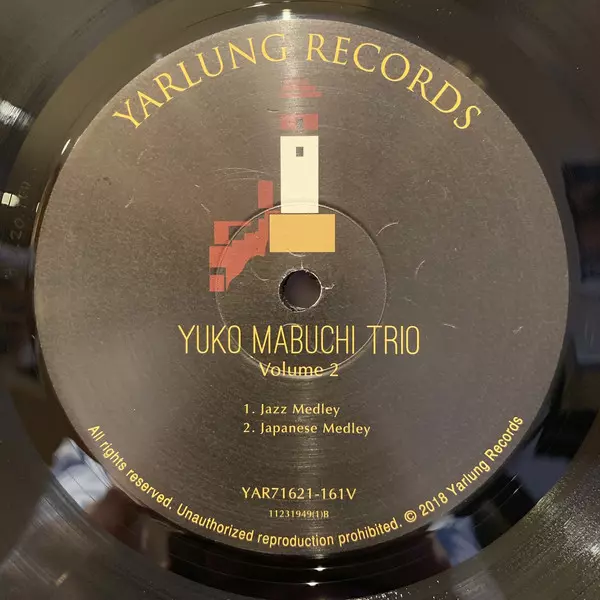 YARLUNG RECORDS
YUKO MABUCHI TRIO
Volume 2
1. Jazz Medley
2. Japanese Medley
YAR71621-161V
11231949(1)B
All rights reserved. Unauthorized reproduction prohibited. © 2018 Yarlung Records